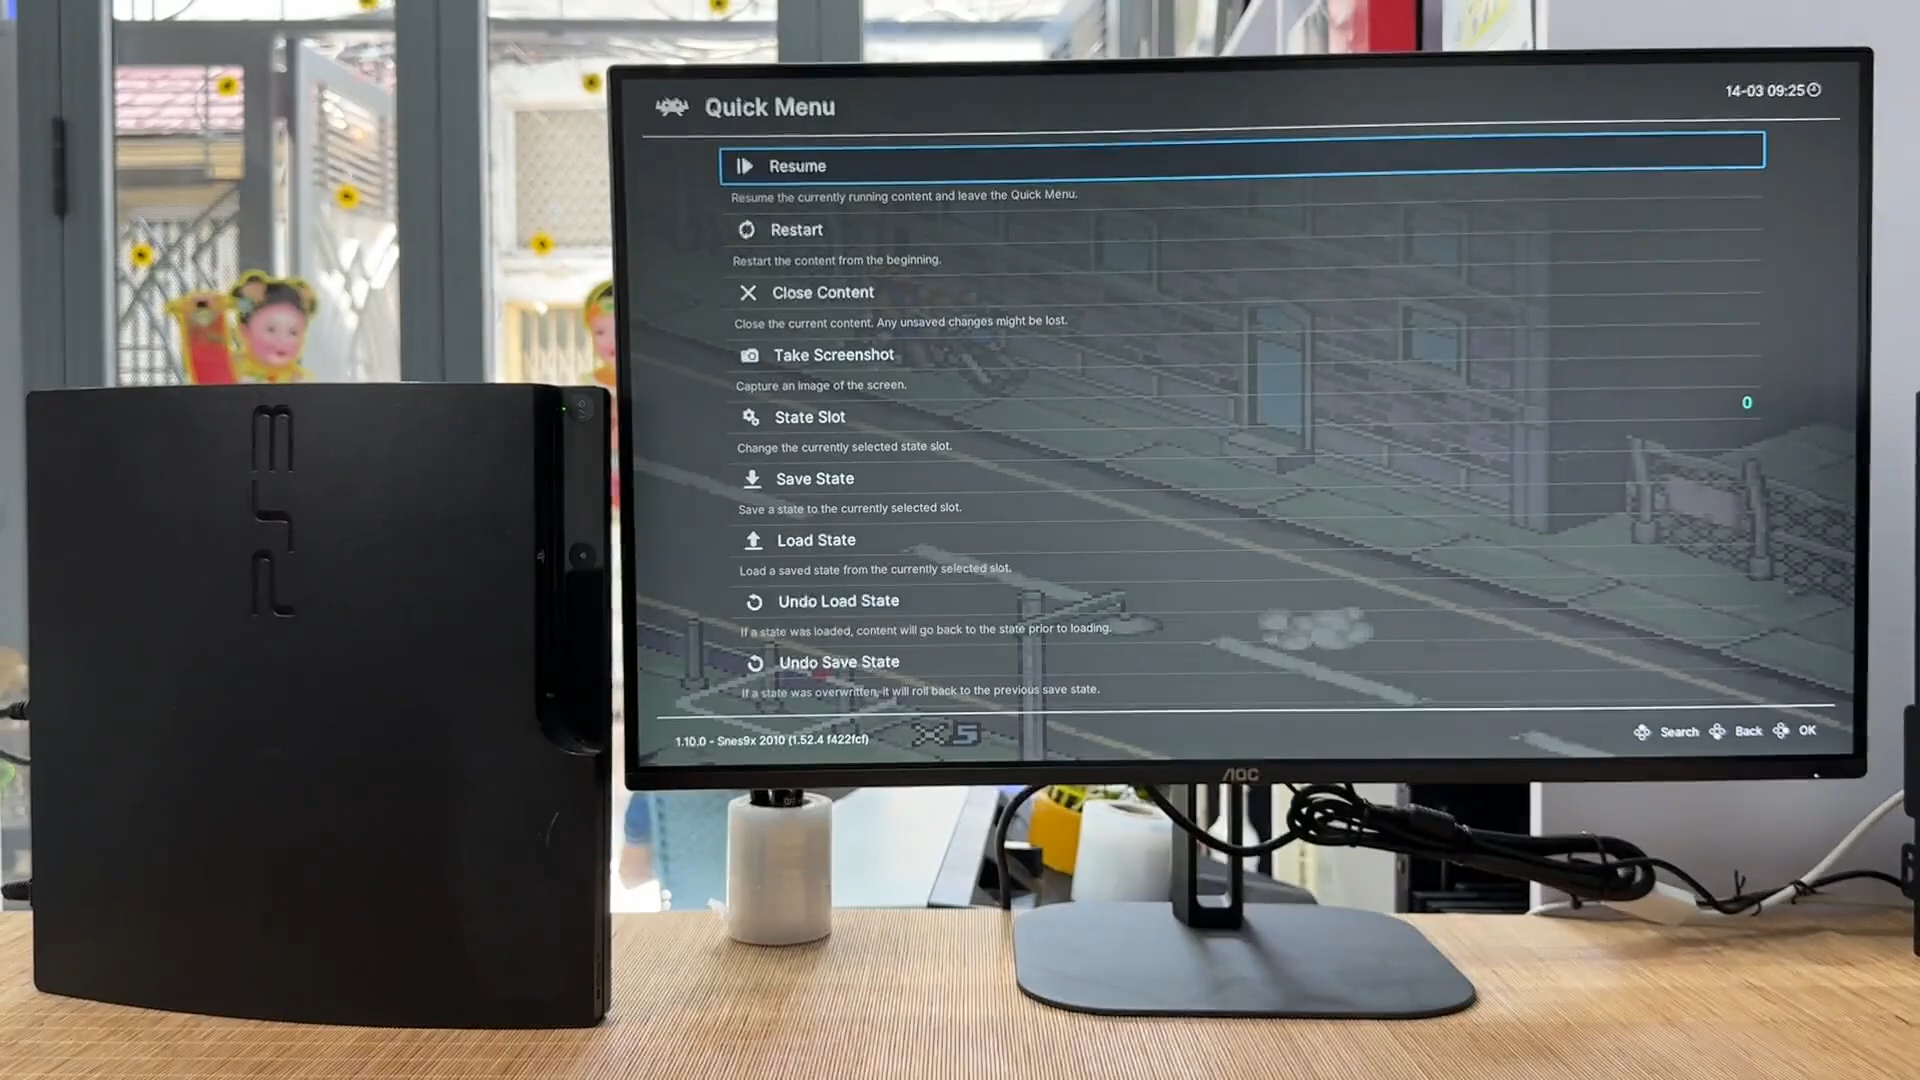 Quick Menu
14-03 09:25
Resume
Resume the currently running content and leave the Quick Menu.
Restart
Restart the content from the beginning.
Close Content
Close the current content. Any unsaved changes might be lost.
Take Screenshot
Capture an image of the screen.
State Slot
0
Change the currently selected state slot.
Save State
Save a state to the currently selected slot.
Load State
Load a saved state from the currently selected slot.
Undo Load State
If a state was loaded, content will go back to the state prior to loading.
Undo Save State
If a state was overwritten, it will roll back to the previous save state.
1.10.0 - Snes9x 2010 (1.52.4 f422fcf)
X5
Search
Back
OK
AOC
PS3